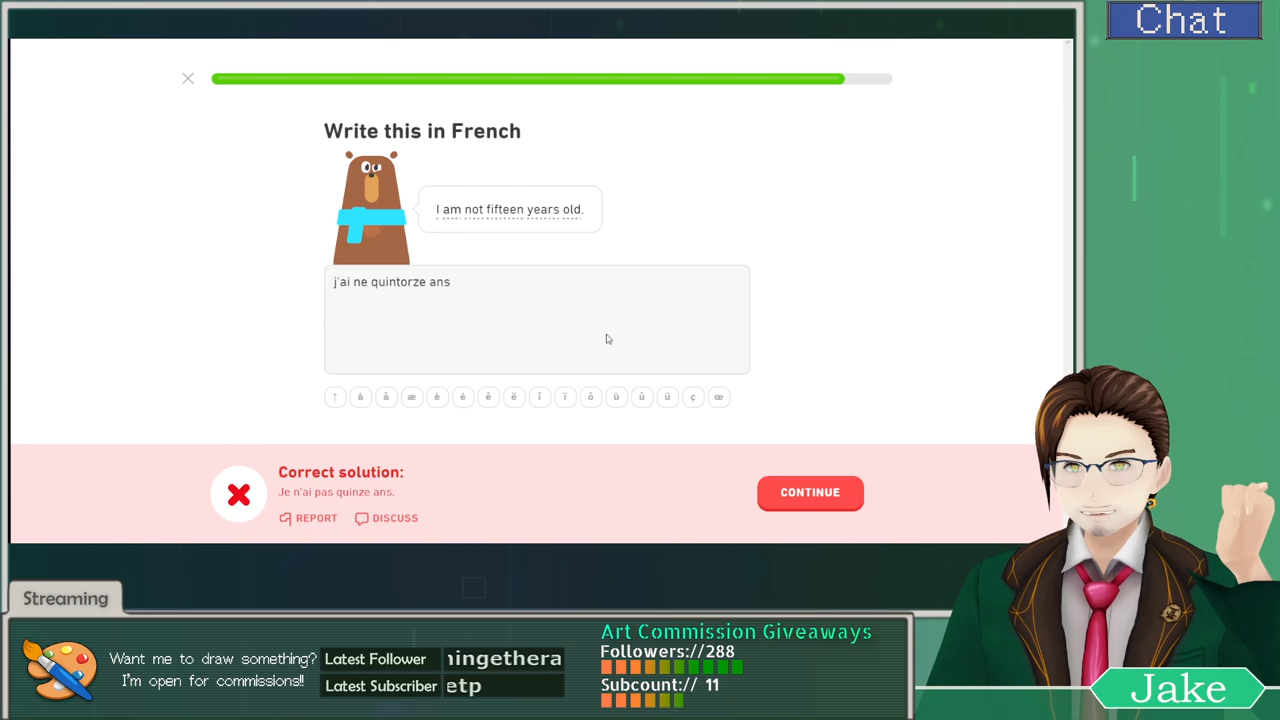 Chat
Write this in French
I am not fifteen years old.
j'ai ne quintorze ans
↑ à â æ è é ê ë î ï ô ù û ü ç œ
Correct solution:
Je n'ai pas quinze ans.
REPORT DISCUSS
CONTINUE
Streaming
Want me to draw something?
I'm open for commissions!!
Latest Follower ningethera
Latest Subscriber etp
Art Commission Giveaways
Followers://288
Subcount:// 11
Jake